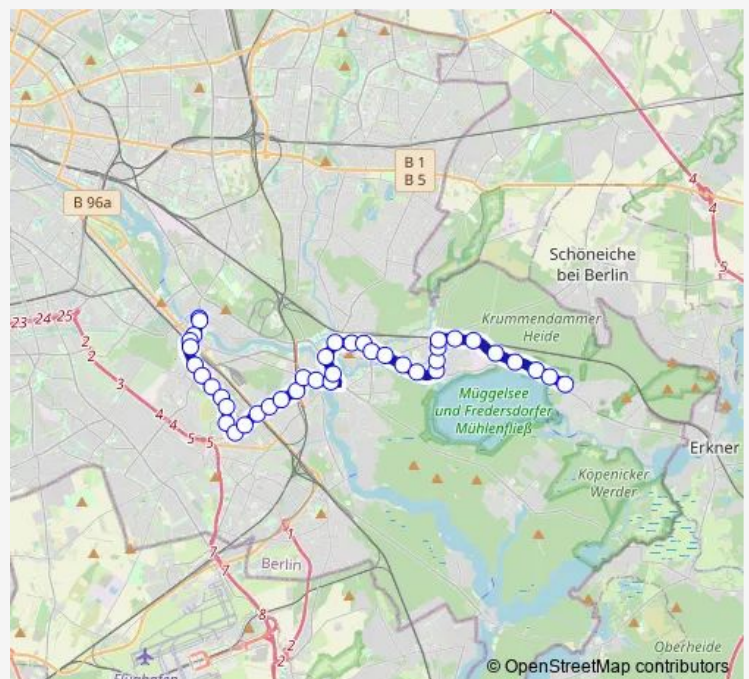 B 1
B 5
B 96a
Schöneiche
bei Berlin
4
4
5
23 24 25
2
2
3
4
4
5 5
Krummendammer
Heide
Müggelsee
und Fredersdorfer
Mühlenfließ
Erkner
Köpenicker
Werder
7
7
1
Berlin
8
2
2
Oberheide
Flughafen
© OpenStreetMap contributors